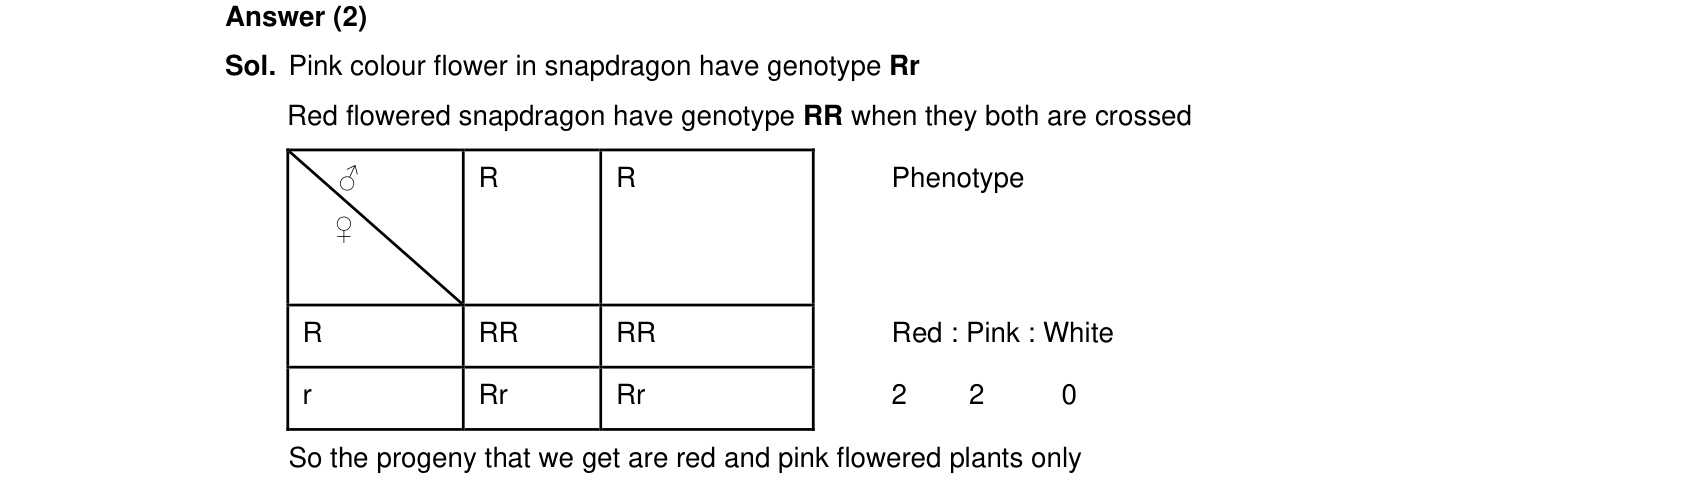 Answer (2)
Sol. Pink colour flower in snapdragon have genotype Rr
Red flowered snapdragon have genotype RR when they both are crossed
♂ R R Phenotype
♀
R RR RR Red : Pink : White
r Rr Rr 2 2 0
So the progeny that we get are red and pink flowered plants only